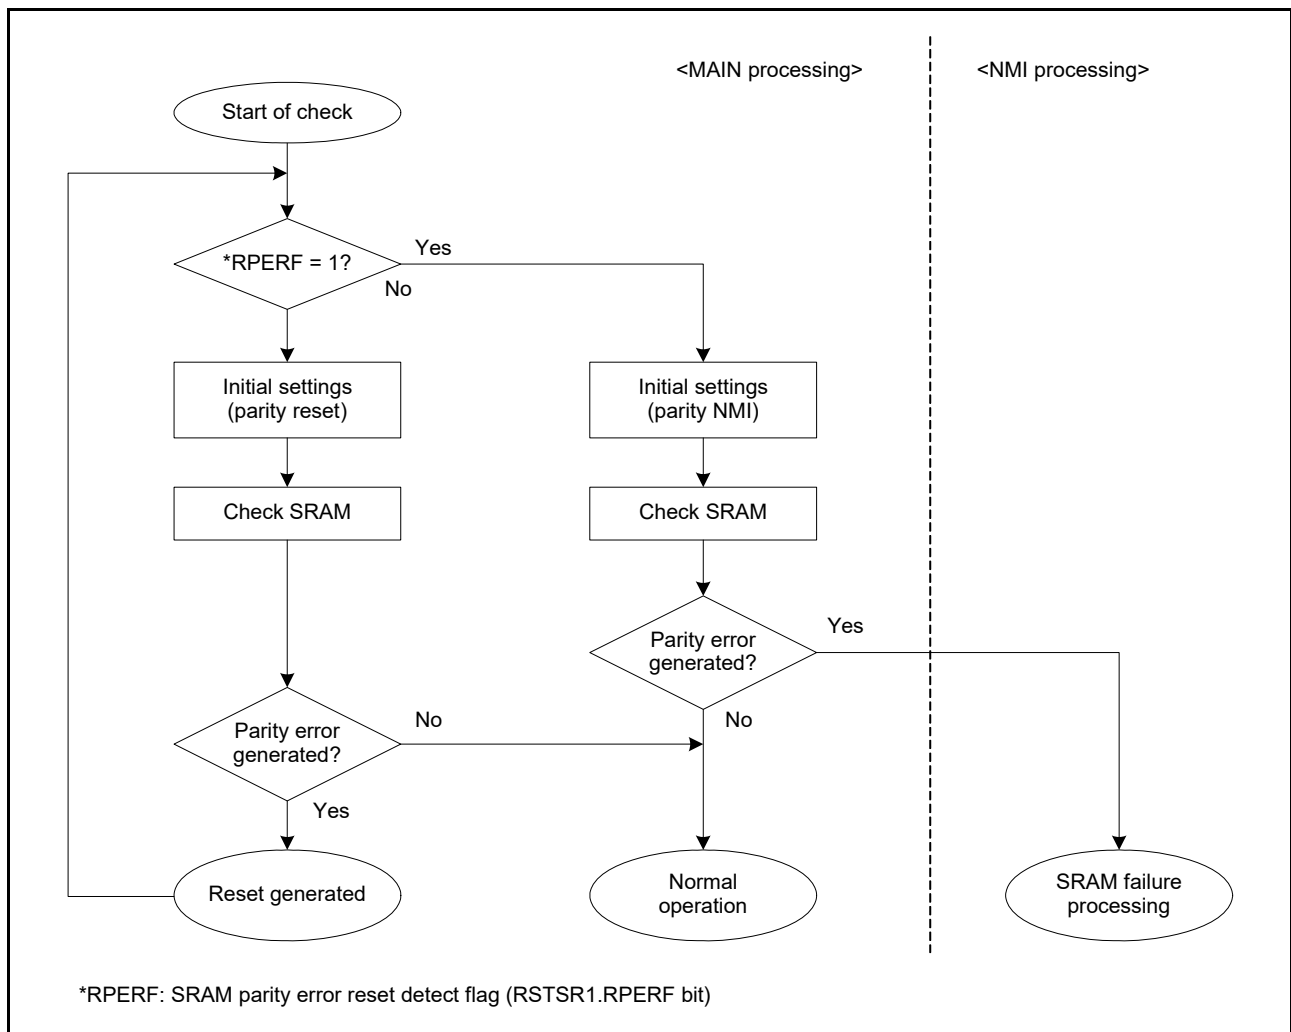 <MAIN processing>
<NMI processing>
Start of check
*RPERF = 1?
Yes
No
Initial settings
(parity reset)
Initial settings
(parity NMI)
Check SRAM
Check SRAM
Parity error
generated?
Yes
No
Parity error
generated?
No
Yes
Reset generated
Normal
operation
SRAM failure
processing
*RPERF: SRAM parity error reset detect flag (RSTSR1.RPERF bit)